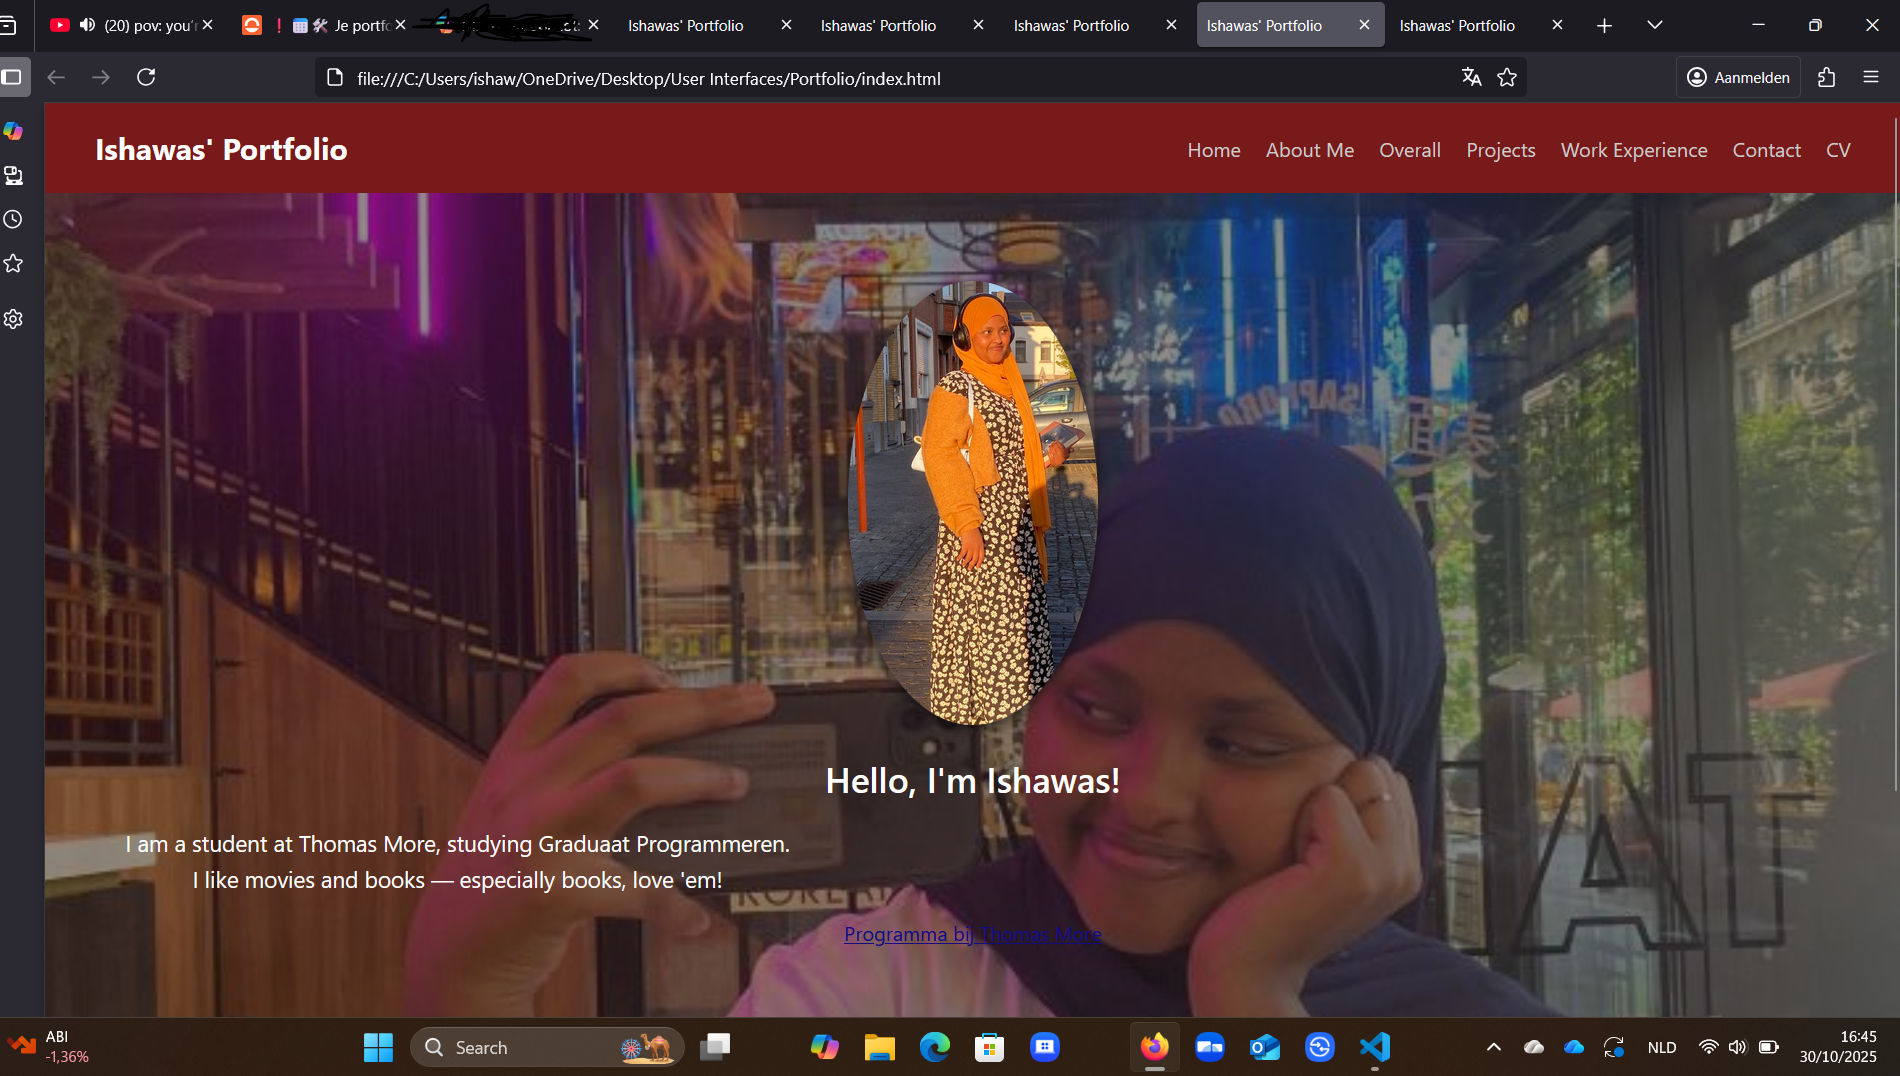 (20) pov: you'r
Je portfo
Ishawas' Portfolio
Ishawas' Portfolio
Ishawas' Portfolio
Ishawas' Portfolio
Ishawas' Portfolio
file:///C:/Users/ishaw/OneDrive/Desktop/User Interfaces/Portfolio/index.html
Aanmelden
Ishawas' Portfolio
Home
About Me
Overall
Projects
Work Experience
Contact
CV
SAPPORO
Hello, I'm Ishawas!
I am a student at Thomas More, studying Graduaat Programmeren.
I like movies and books — especially books, love 'em!
KOREAN
Programma bij Thomas More
ABI
-1,36%
Search
NLD
16:45
30/10/2025